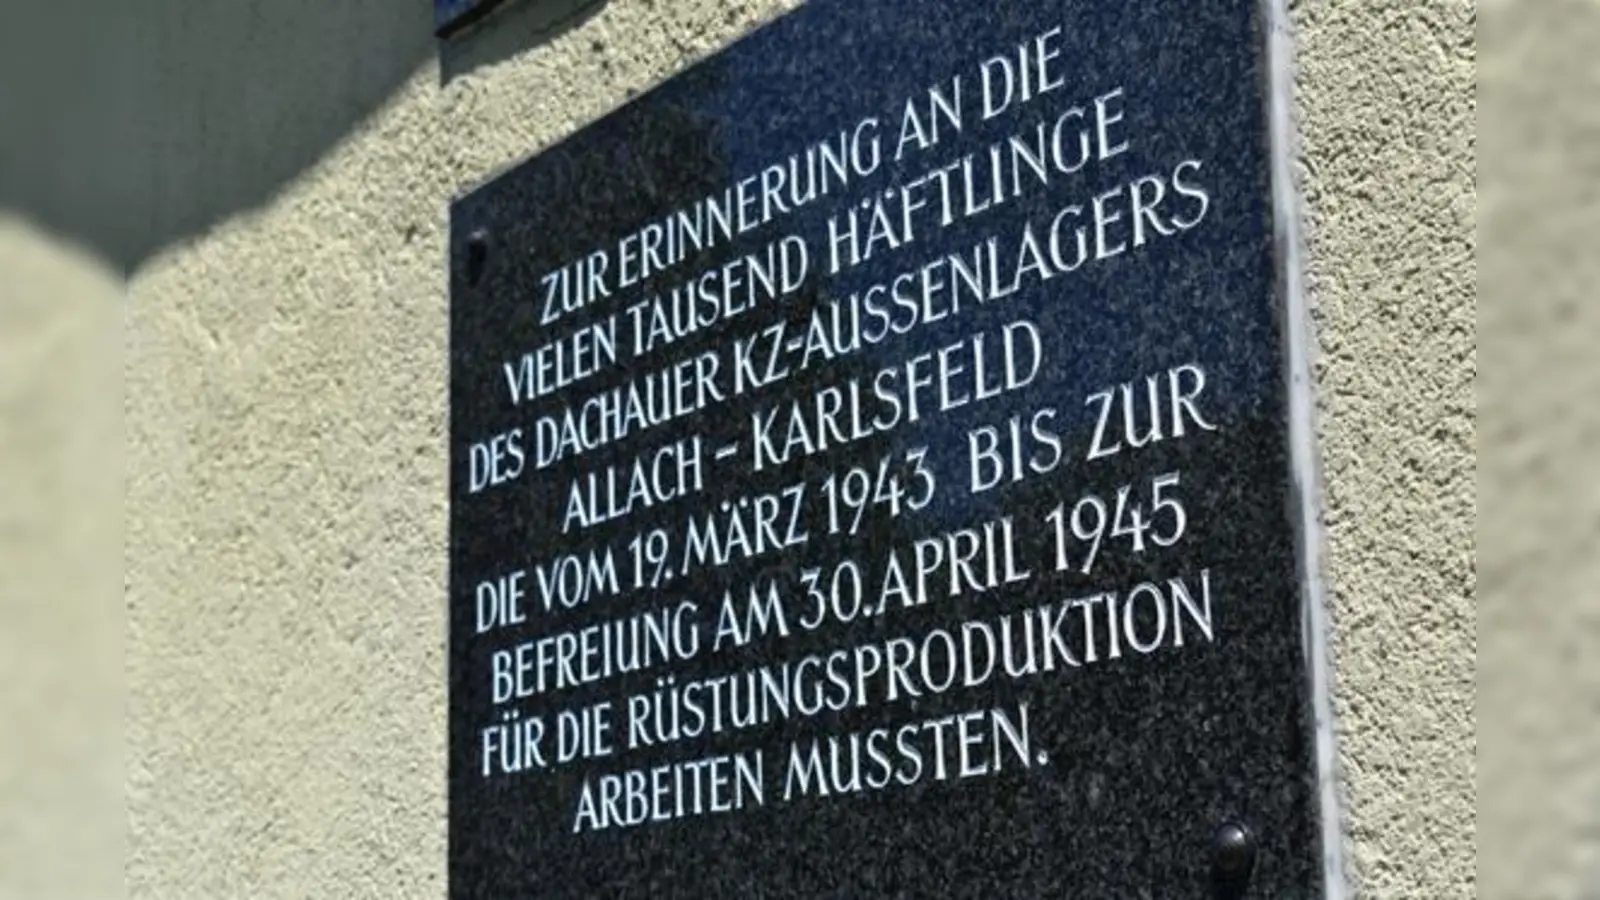 ZUR ERINNERUNG AN DIE
VIELEN TAUSEND HÄFTLINGE
DES DACHAUER KZ-AUSSENLAGERS
ALLACH – KARLSFELD
DIE VOM 19. MÄRZ 1943 BIS ZUR
BEFREIUNG AM 30. APRIL 1945
FÜR DIE RÜSTUNGSPRODUKTION
ARBEITEN MUSSTEN.